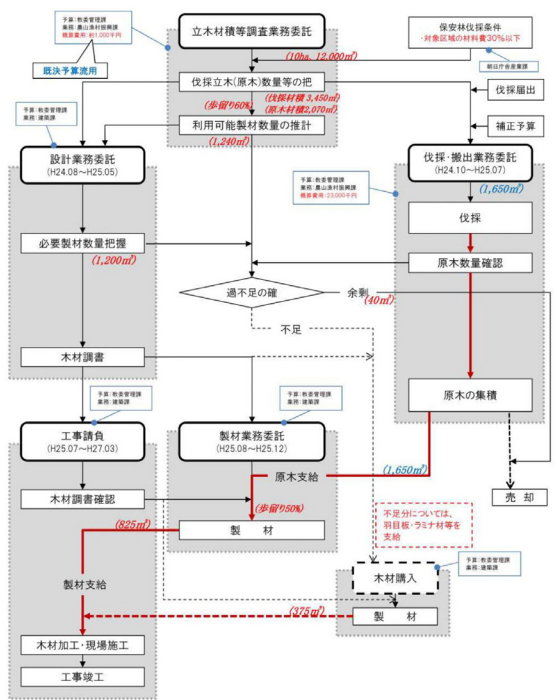 予算：教委管理課
業務：農山漁村振興課
概算費用：約1,000千円
既決予算流用
立木材積等調査業務委託
(10ha, 12,000㎥)
保安林伐採条件
・対象区域の材料費30％以下
朝日庁舎産業課
伐採立木(原木)数量等の把
(歩留り60%)
(伐採材積 3,450㎥)
(原木材積2,070㎥)
伐採届出
利用可能製材数量の推計
(1,240㎥)
補正予算
予算：教委管理課
業務：建築課
設計業務委託
(H24.08～H25.05)
伐採・搬出業務委託
(H24.10～H25.07)
予算：教委管理課
業務：農山漁村振興課
概算費用：23,000千円
(1,650㎥)
伐採
必要製材数量把握
(1,200㎥)
原木数量確認
過不足の確
余剰
(40㎥)
不足
木材調書
原木の集積
予算：教委管理課
業務：建築課
予算：教委管理課
業務：建築課
工事請負
(H25.07～H27.03)
製材業務委託
(H25.08～H25.12)
原木支給
(1,650㎥)
売却
木材調書確認
(歩留り50%)
(825㎥)
製材
不足分については、
羽目板・ラミナ材等を
支給
予算：教委管理課
業務：建築課
木材購入
製材支給
(375㎥)
製材
木材加工・現場施工
工事竣工